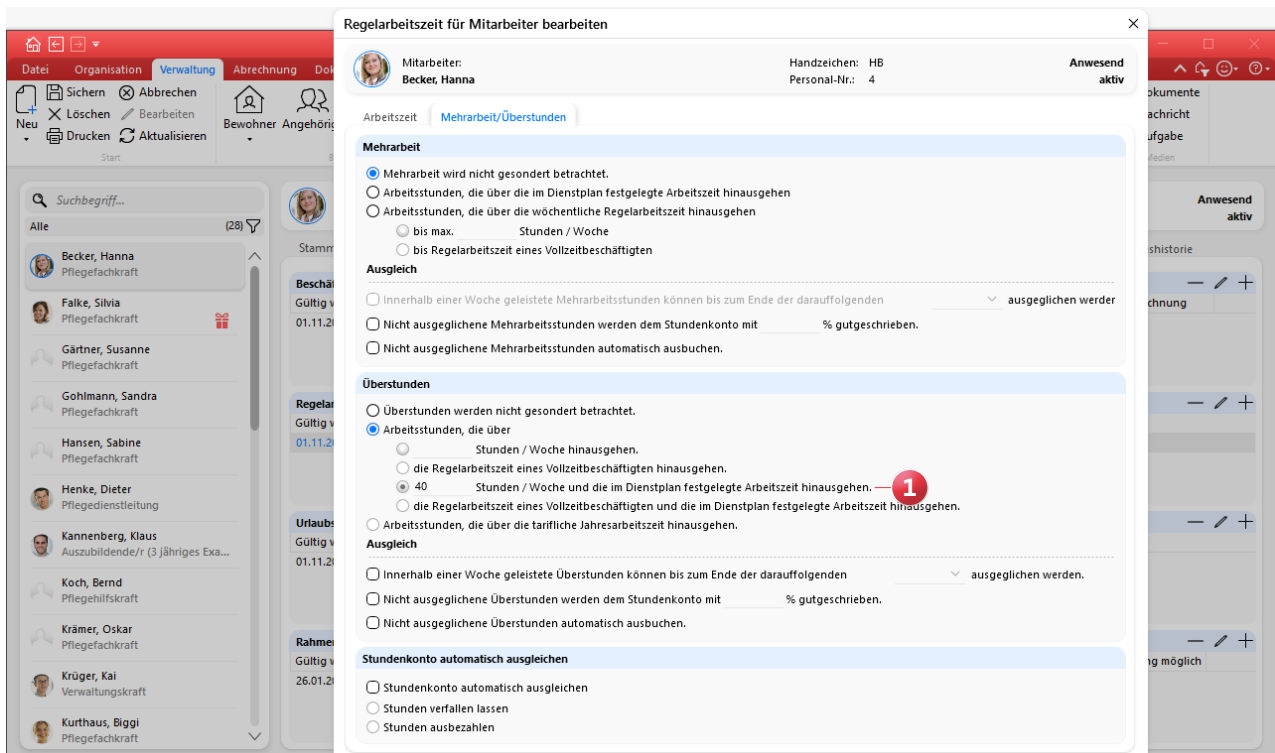 Regelarbeitszeit für Mitarbeiter bearbeiten
Mitarbeiter:
Becker, Hanna
Handzeichen: HB
Personal-Nr.: 4
Anwesend
aktiv
Datei Organisation Verwaltung Abrechnung
Neu
Sichern Abbrechen
Löschen Bearbeiten
Drucken Aktualisieren
Start
Bewohner
Suchbegriff...
Alle (28)
Becker, Hanna
Pflegefachkraft
Falke, Silvia
Pflegefachkraft
Gärtner, Susanne
Pflegefachkraft
Gohlmann, Sandra
Pflegefachkraft
Hansen, Sabine
Pflegefachkraft
Henke, Dieter
Pflegedienstleitung
Kannenberg, Klaus
Auszubildende/r (3 jähriges Exa...
Koch, Bernd
Pflegehilfskraft
Krämer, Oskar
Pflegefachkraft
Krüger, Kai
Verwaltungskraft
Kurthaus, Biggi
Pflegefachkraft
Arbeitszeit Mehrarbeit/Überstunden
Mehrarbeit
Mehrarbeit wird nicht gesondert betrachtet.
Arbeitsstunden, die über die im Dienstplan festgelegte Arbeitszeit hinausgehen
Arbeitsstunden, die über die wöchentliche Regelarbeitszeit hinausgehen
bis max. Stunden / Woche
bis Regelarbeitszeit eines Vollzeitbeschäftigten
Ausgleich
Innerhalb einer Woche geleistete Mehrarbeitsstunden können bis zum Ende der darauffolgenden ausgeglichen werder
Nicht ausgeglichene Mehrarbeitsstunden werden dem Stundenkonto mit % gutgeschrieben.
Nicht ausgeglichene Mehrarbeitsstunden automatisch ausbuchen.
Überstunden
Überstunden werden nicht gesondert betrachtet.
Arbeitsstunden, die über
Stunden / Woche hinausgehen.
die Regelarbeitszeit eines Vollzeitbeschäftigten hinausgehen.
40 Stunden / Woche und die im Dienstplan festgelegte Arbeitszeit hinausgehen.
1
die Regelarbeitszeit eines Vollzeitbeschäftigten und die im Dienstplan festgelegte Arbeitszeit hinausgehen.
Arbeitsstunden, die über die tarifliche Jahresarbeitszeit hinausgehen.
Ausgleich
Innerhalb einer Woche geleistete Überstunden können bis zum Ende der darauffolgenden ausgeglichen werden.
Nicht ausgeglichene Überstunden werden dem Stundenkonto mit % gutgeschrieben.
Nicht ausgeglichene Überstunden automatisch ausbuchen.
Stundenkonto automatisch ausgleichen
Stundenkonto automatisch ausgleichen
Stunden verfallen lassen
Stunden ausbezahlen
Anwesend
aktiv